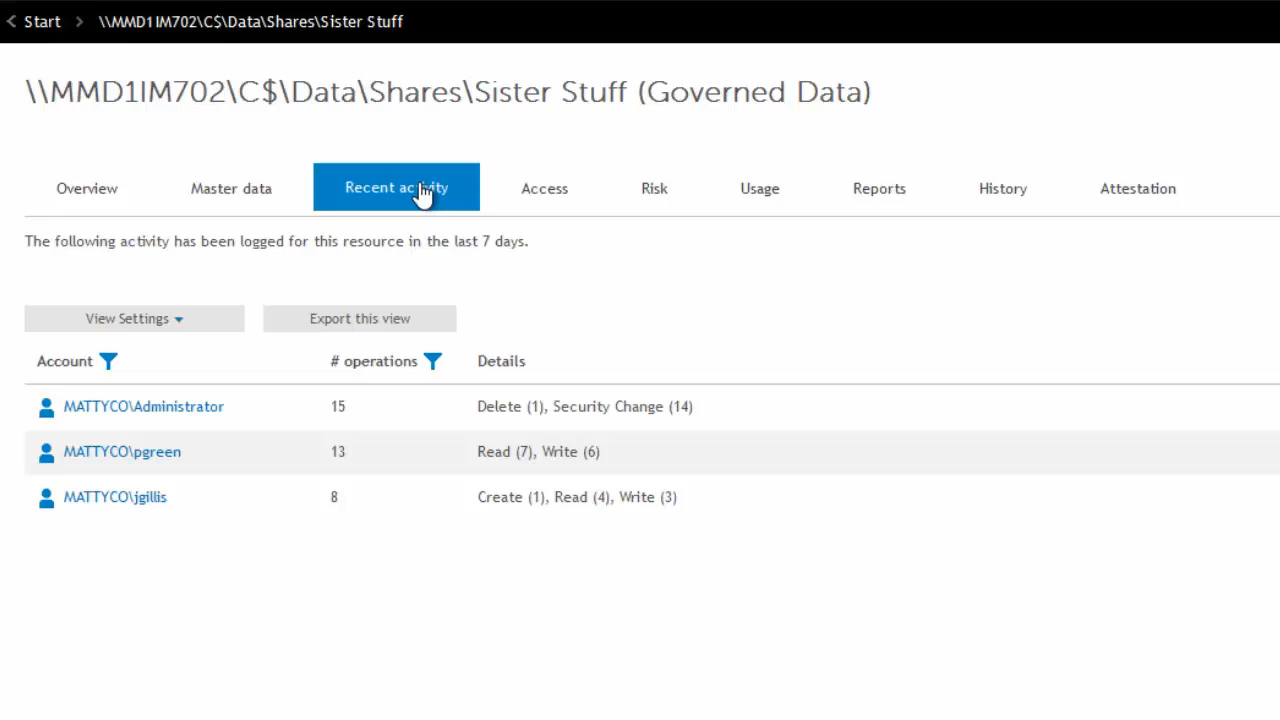 Start > \\MMD1IM702\C$\Data\Shares\Sister Stuff
\\MMD1IM702\C$\Data\Shares\Sister Stuff (Governed Data)
Overview Master data Recent activity Access Risk Usage Reports History Attestation
The following activity has been logged for this resource in the last 7 days.
View Settings Export this view
Account # operations Details
MATTYCO\Administrator 15 Delete (1), Security Change (14)
MATTYCO\pgreen 13 Read (7), Write (6)
MATTYCO\jgillis 8 Create (1), Read (4), Write (3)